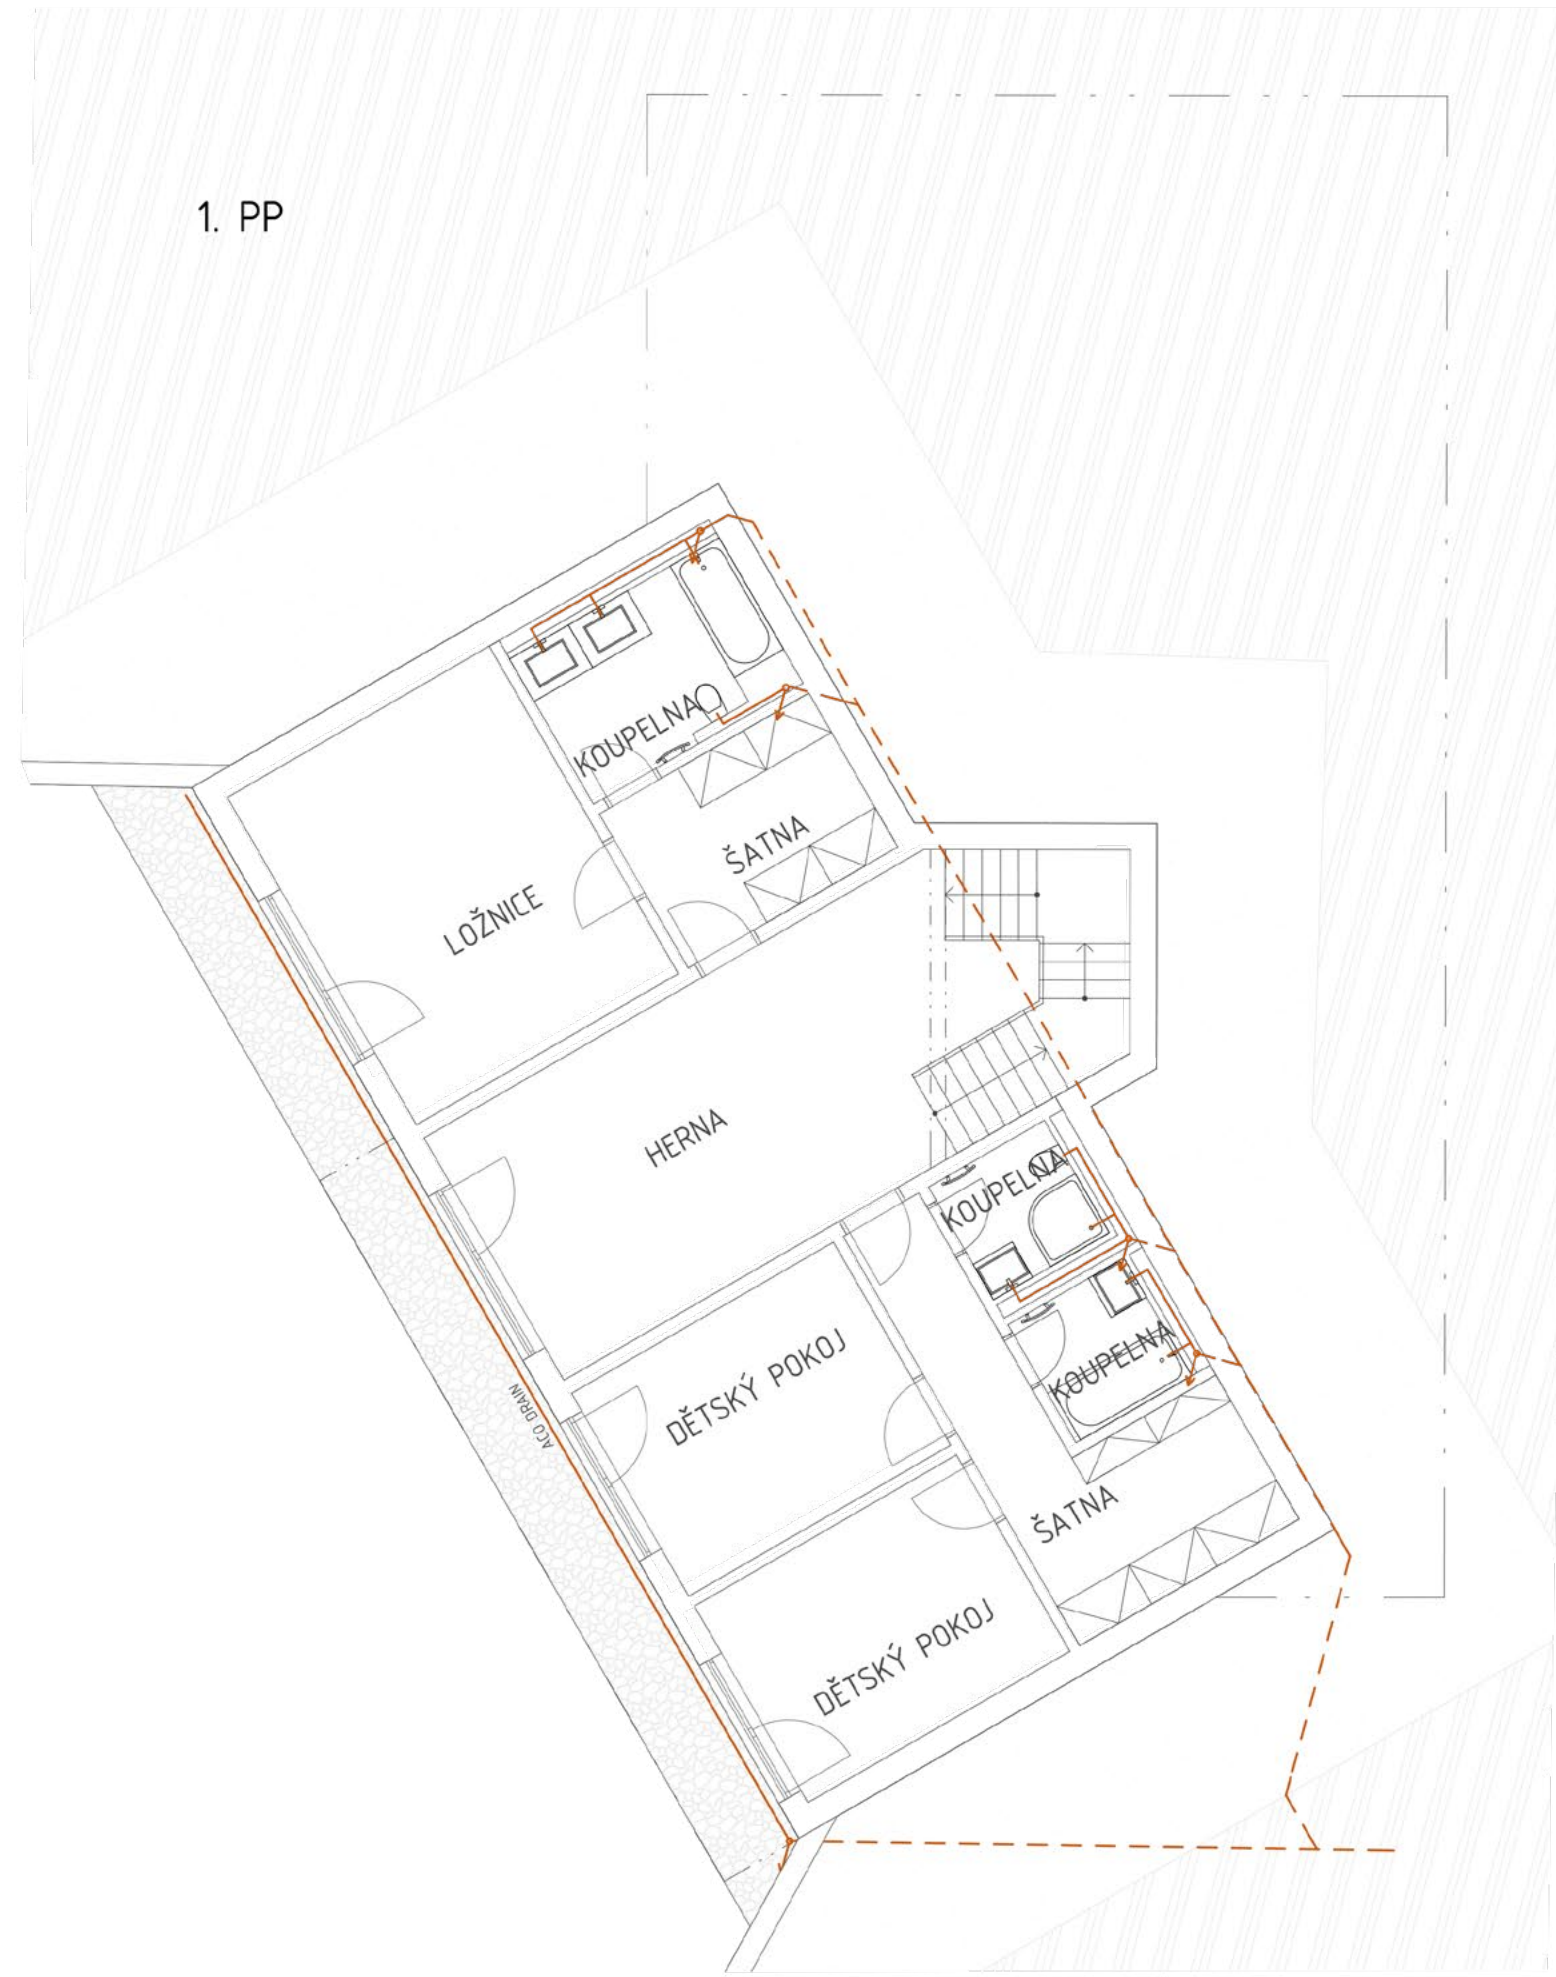 1. PP
KOUPELNA
ŠATNA
LOŽNICE
HERNA
KOUPELNA
KOUPELNA
DĚTSKÝ POKOJ
ACO DRAIN
ŠATNA
DĚTSKÝ POKOJ